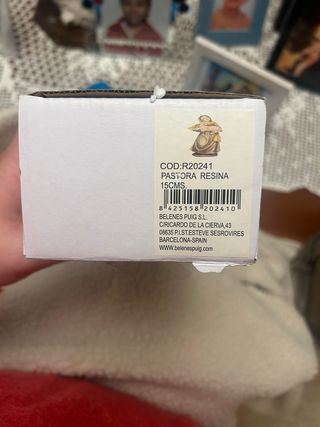 COD:R20241
PASTORA RESINA
15CMS.
8 425158 202410
BELENES PUIG S.L.
C/RICARDO DE LA CIERVA,43
08635 P.I.ST.ESTEVE SESROVIRES
BARCELONA-SPAIN
www.belenespuig.com